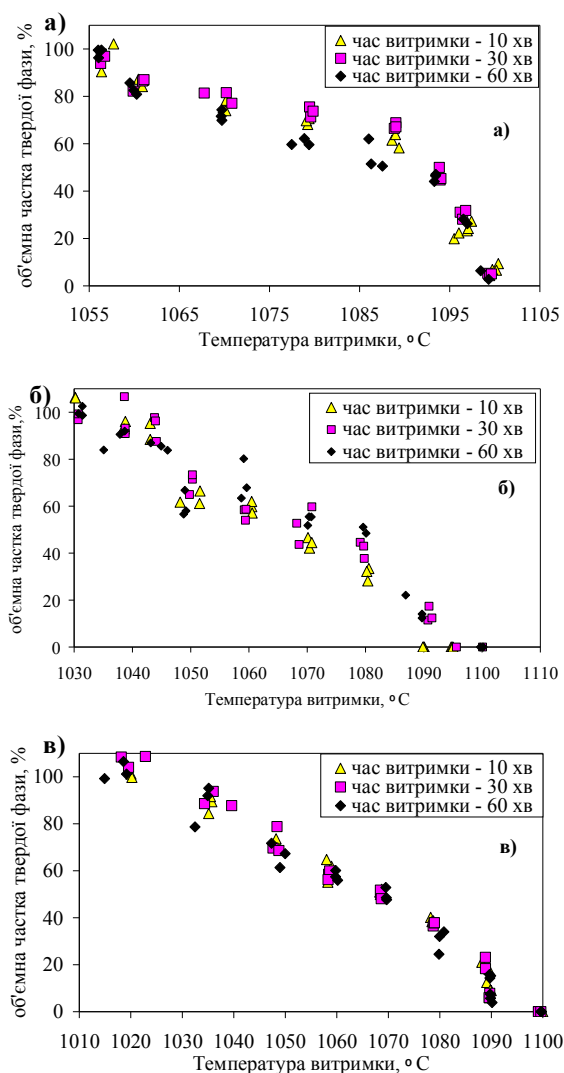 а)
об'ємна частка твердої фази, %
120
100
80
60
40
20
0
час витримки - 10 хв
час витримки - 30 хв
час витримки - 60 хв
а)
1055 1065 1075 1085 1095 1105
Температура витримки, °С
б)
об'ємна частка твердої фази,%
120
100
80
60
40
20
0
час витримки - 10 хв
час витримки - 30 хв
час витримки - 60 хв
б)
1030 1040 1050 1060 1070 1080 1090 1100 1110
Температура витримки, °С
в)
об'ємна частка твердої фази, %
120
100
80
60
40
20
0
час витримки - 10 хв
час витримки - 30 хв
час витримки - 60 хв
в)
1010 1020 1030 1040 1050 1060 1070 1080 1090 1100
Температура витримки, °С